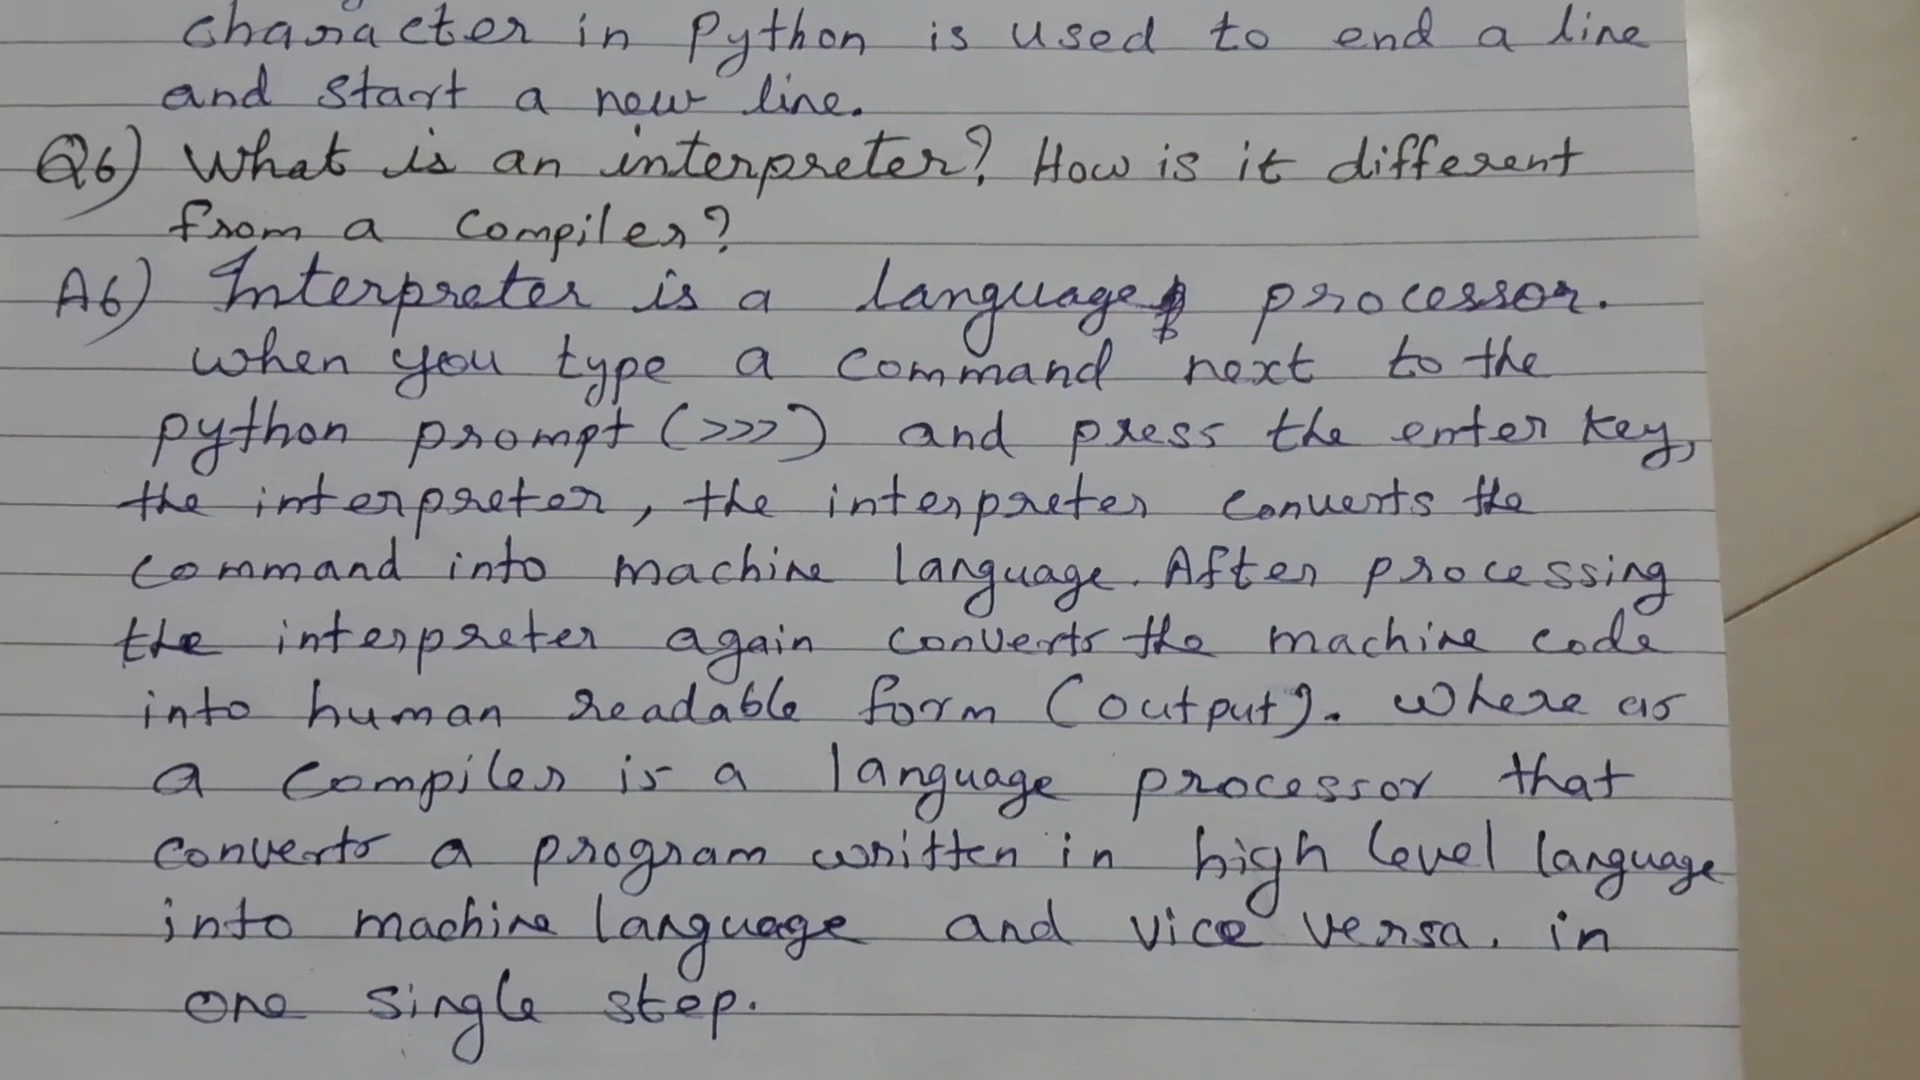 character in Python is used to end a line
and start a new line.
Q6) What is an interpreter? How is it different
from a compiler?
A6) Interpreter is a language processor.
When you type a command next to the
python prompt (>>>) and press the enter key,
the interpreter, the interpreter converts the
command into machine language. After processing
the interpreter again converts the machine code
into human readable form (output). Where as
a compiler is a language processor that
converts a program written in high level language
into machine language and vice versa. in
one single step.